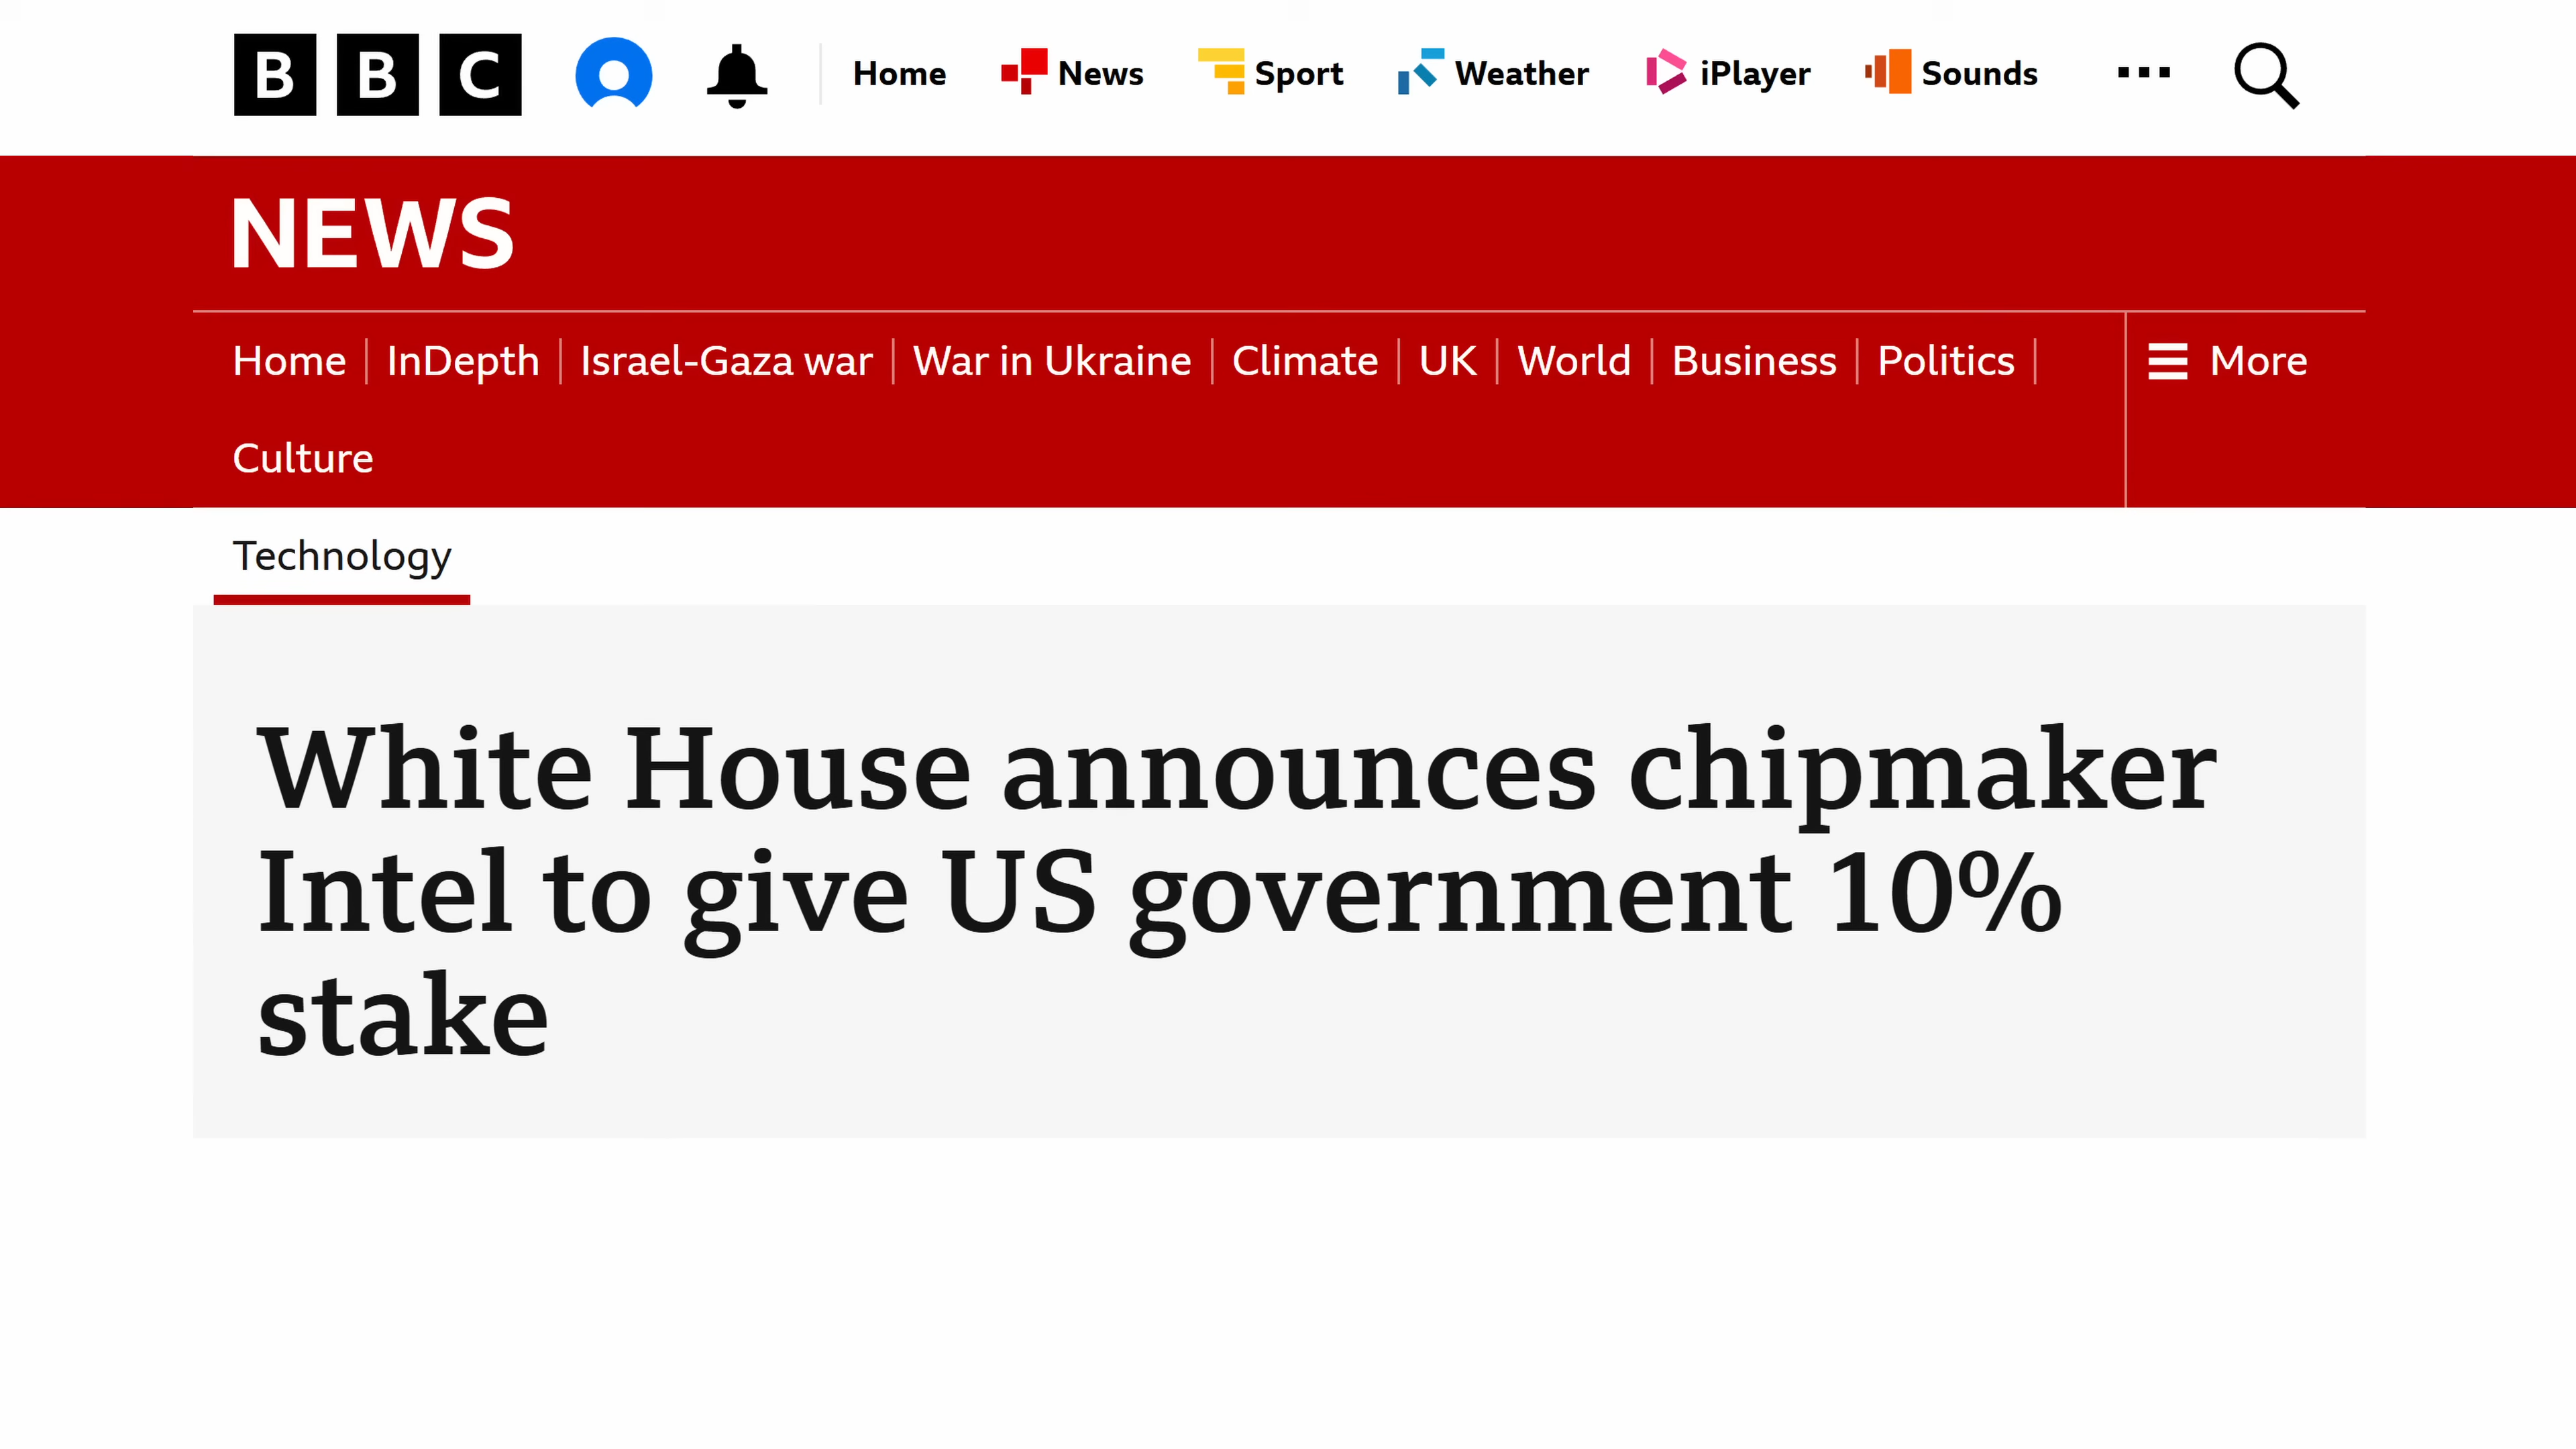 BBC Home News Sport Weather iPlayer Sounds
NEWS
Home InDepth Israel-Gaza war War in Ukraine Climate UK World Business Politics More
Culture
Technology
White House announces chipmaker
Intel to give US government 10%
stake